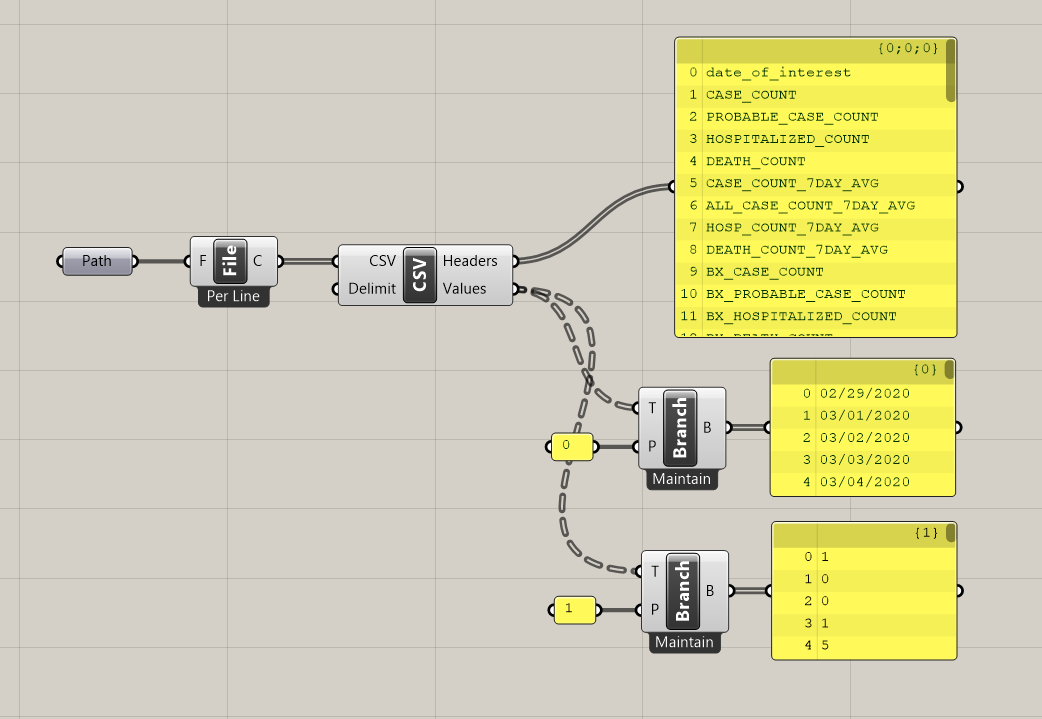 Path
F File C
Per Line
CSV CSV Headers
Delimit Values
{0;0;0}
0 date_of_interest
1 CASE_COUNT
2 PROBABLE_CASE_COUNT
3 HOSPITALIZED_COUNT
4 DEATH_COUNT
5 CASE_COUNT_7DAY_AVG
6 ALL_CASE_COUNT_7DAY_AVG
7 HOSP_COUNT_7DAY_AVG
8 DEATH_COUNT_7DAY_AVG
9 BX_CASE_COUNT
10 BX_PROBABLE_CASE_COUNT
11 BX_HOSPITALIZED_COUNT
0
T Branch B
P
Maintain
{0}
0 02/29/2020
1 03/01/2020
2 03/02/2020
3 03/03/2020
4 03/04/2020
1
T Branch B
P
Maintain
{1}
0 1
1 0
2 0
3 1
4 5